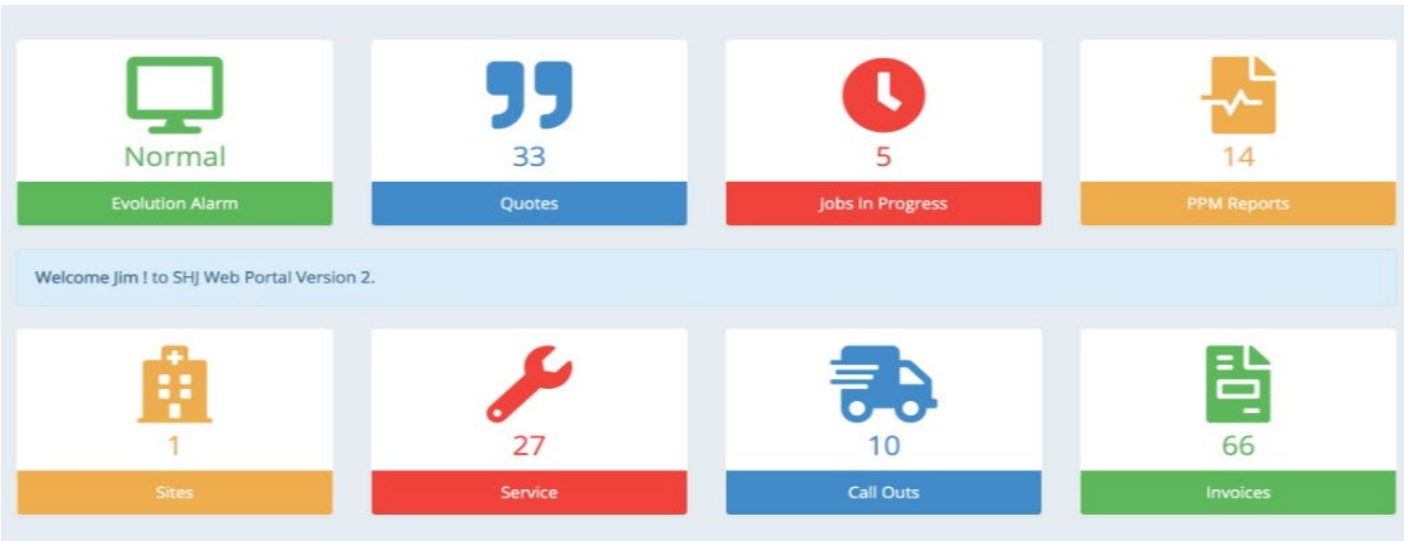 Normal
Evolution Alarm
33
Quotes
5
Jobs In Progress
14
PPM Reports
Welcome Jim ! to SHJ Web Portal Version 2.
1
Sites
27
Service
10
Call Outs
66
Invoices